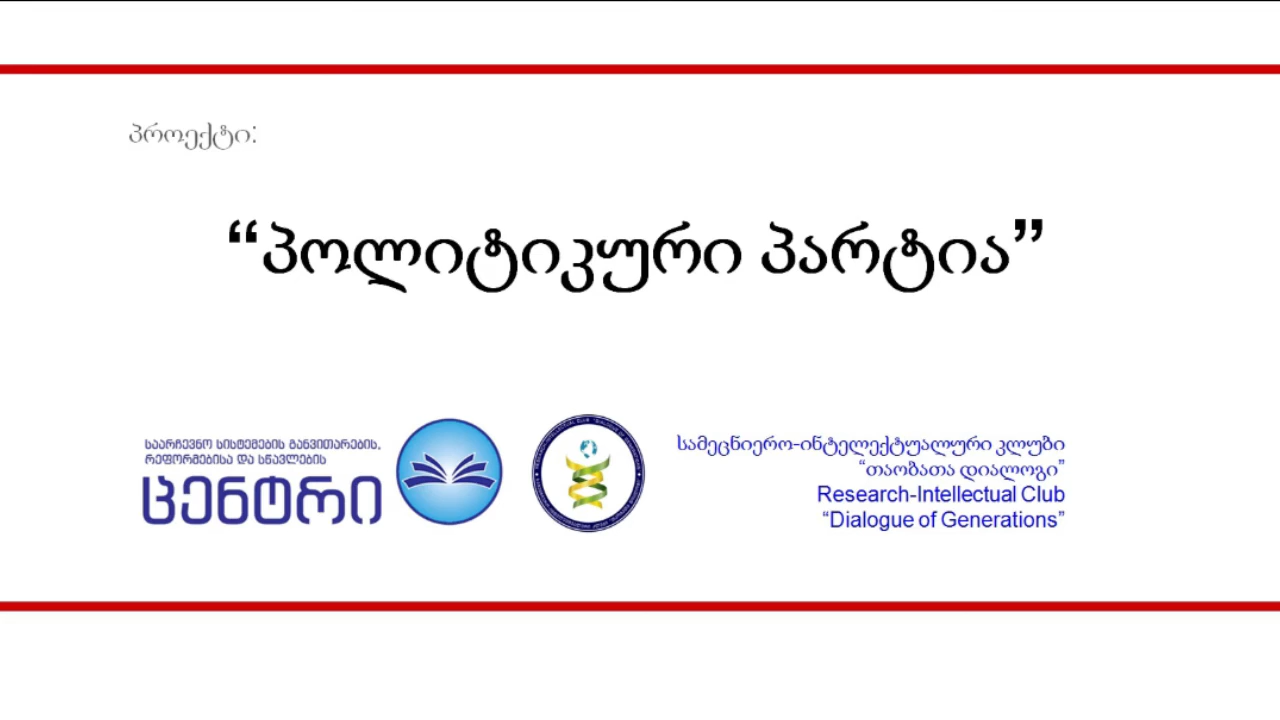 პროექტი:
“პოლიტიკური პარტია”
საარჩევნო სისტემების განვითარების,
რეფორმებისა და სწავლების
ცენტრი
სამეცნიერო-ინტელექტუალური კლუბი
“თაობათა დიალოგი”
Research-Intellectual Club
“Dialogue of Generations”